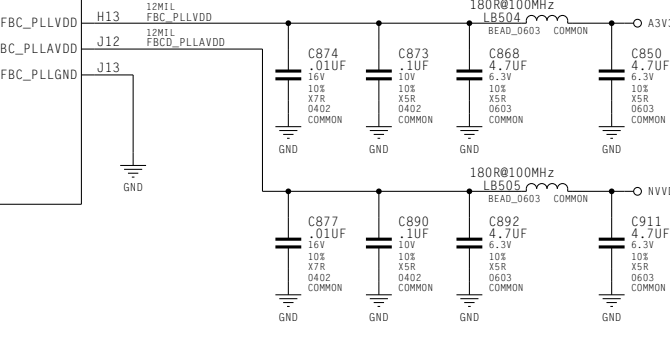 180R@100MHz
LB504
BEAD_0603 COMMON
A3V3
FBC_PLLVDD
H13
12MIL
FBC_PLLVDD
BC_PLLAVDD
J12
12MIL
FBCD_PLLAVDD
FBC_PLLGND
J13
GND
C874
.01UF
16V
10%
X7R
0402
COMMON
GND
C873
.1UF
10V
10%
X5R
0402
COMMON
GND
C868
4.7UF
6.3V
10%
X5R
0603
COMMON
GND
C850
4.7UF
6.3V
10%
X5R
0603
COMMON
GND
180R@100MHz
LB505
BEAD_0603 COMMON
NVVD
C877
.01UF
16V
10%
X7R
0402
COMMON
GND
C890
.1UF
10V
10%
X5R
0402
COMMON
GND
C892
4.7UF
6.3V
10%
X5R
0603
COMMON
GND
C911
4.7UF
6.3V
10%
X5R
0603
COMMON
GND